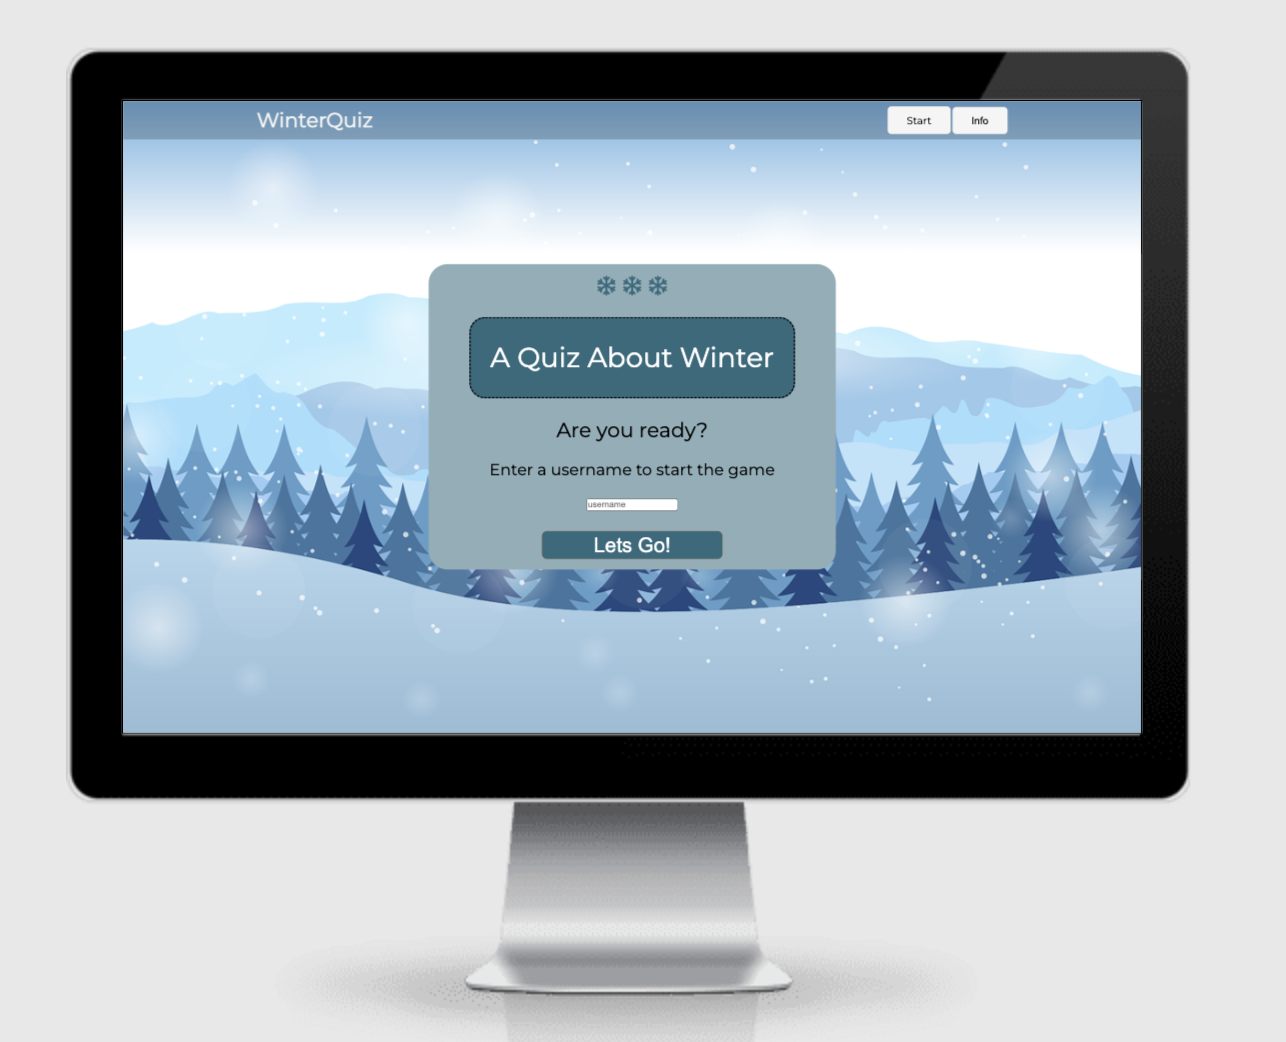 WinterQuiz
Start Info
A Quiz About Winter
Are you ready?
Enter a username to start the game
username
Lets Go!